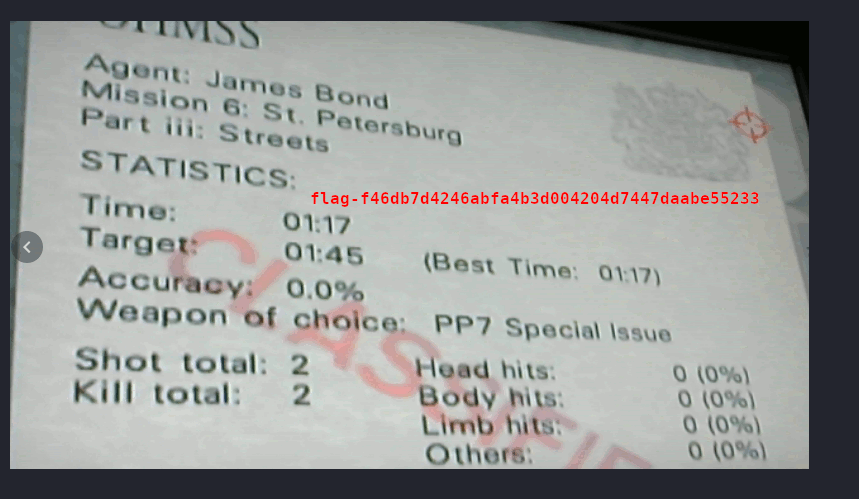 OHMSS
Agent: James Bond
Mission 6: St. Petersburg
Part iii: Streets
STATISTICS:
flag-f46db7d4246abfa4b3d004204d7447daabe55233
Time: 01:17
Target: 01:45 (Best Time: 01:17)
Accuracy: 0.0%
Weapon of choice: PP7 Special Issue
Shot total: 2 Head hits: 0 (0%)
Kill total: 2 Body hits: 0 (0%)
Limb hits: 0 (0%)
Others: 0 (0%)
CLASSIFIE